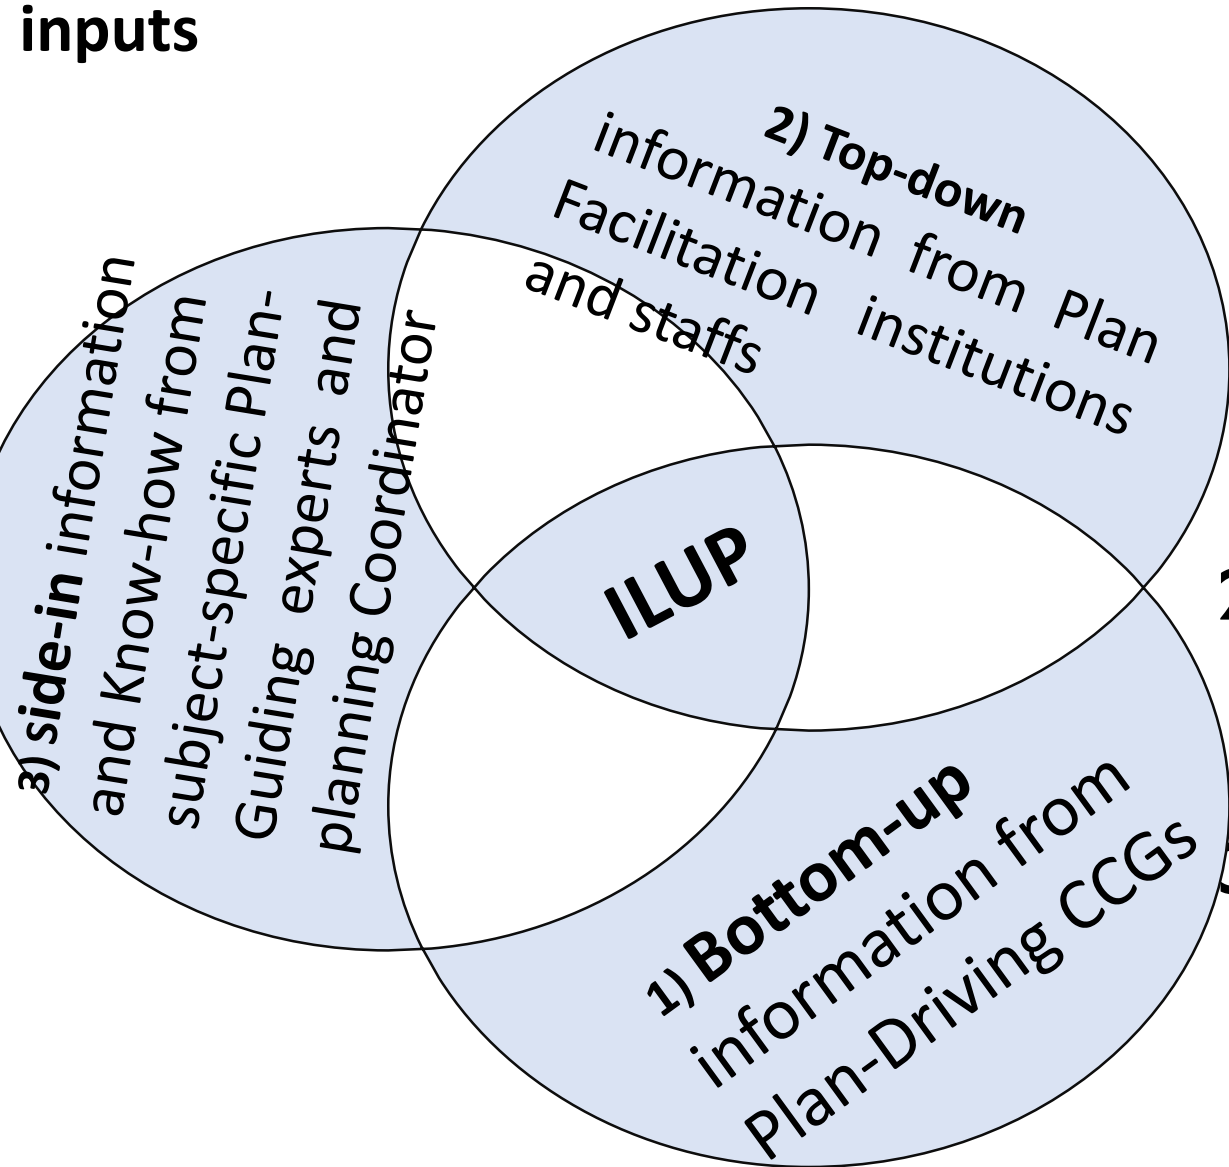 inputs
2) Top-down
information from Plan
Facilitation institutions
and staffs
3) side-in information
and Know-how from
subject-specific Plan-
Guiding experts and
planning Coordinator
ILUP
1) Bottom-up
information from
Plan-Driving CCGs